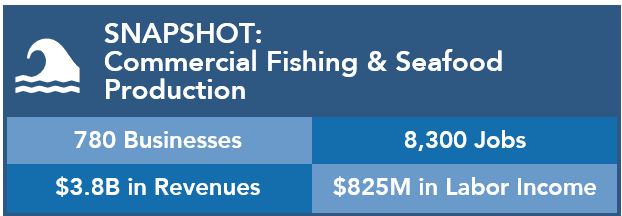 SNAPSHOT:
Commercial Fishing & Seafood
Production
780 Businesses
8,300 Jobs
$3.8B in Revenues
$825M in Labor Income